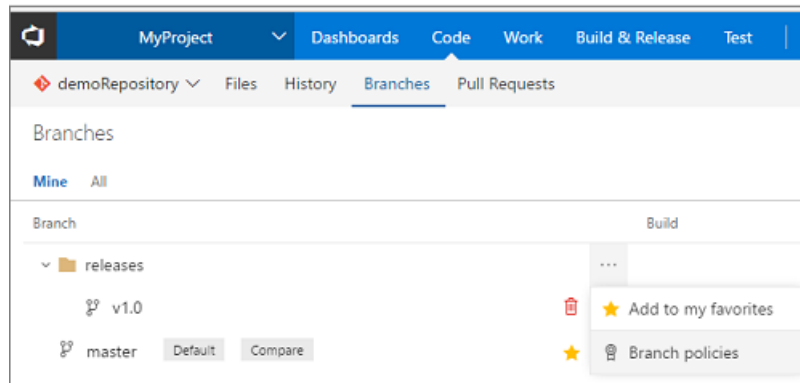 MyProject Dashboards Code Work Build & Release Test
demoRepository Files History Branches Pull Requests
Branches
Mine All
Branch Build
releases ...
v1.0 Add to my favorites
master Default Compare Branch policies